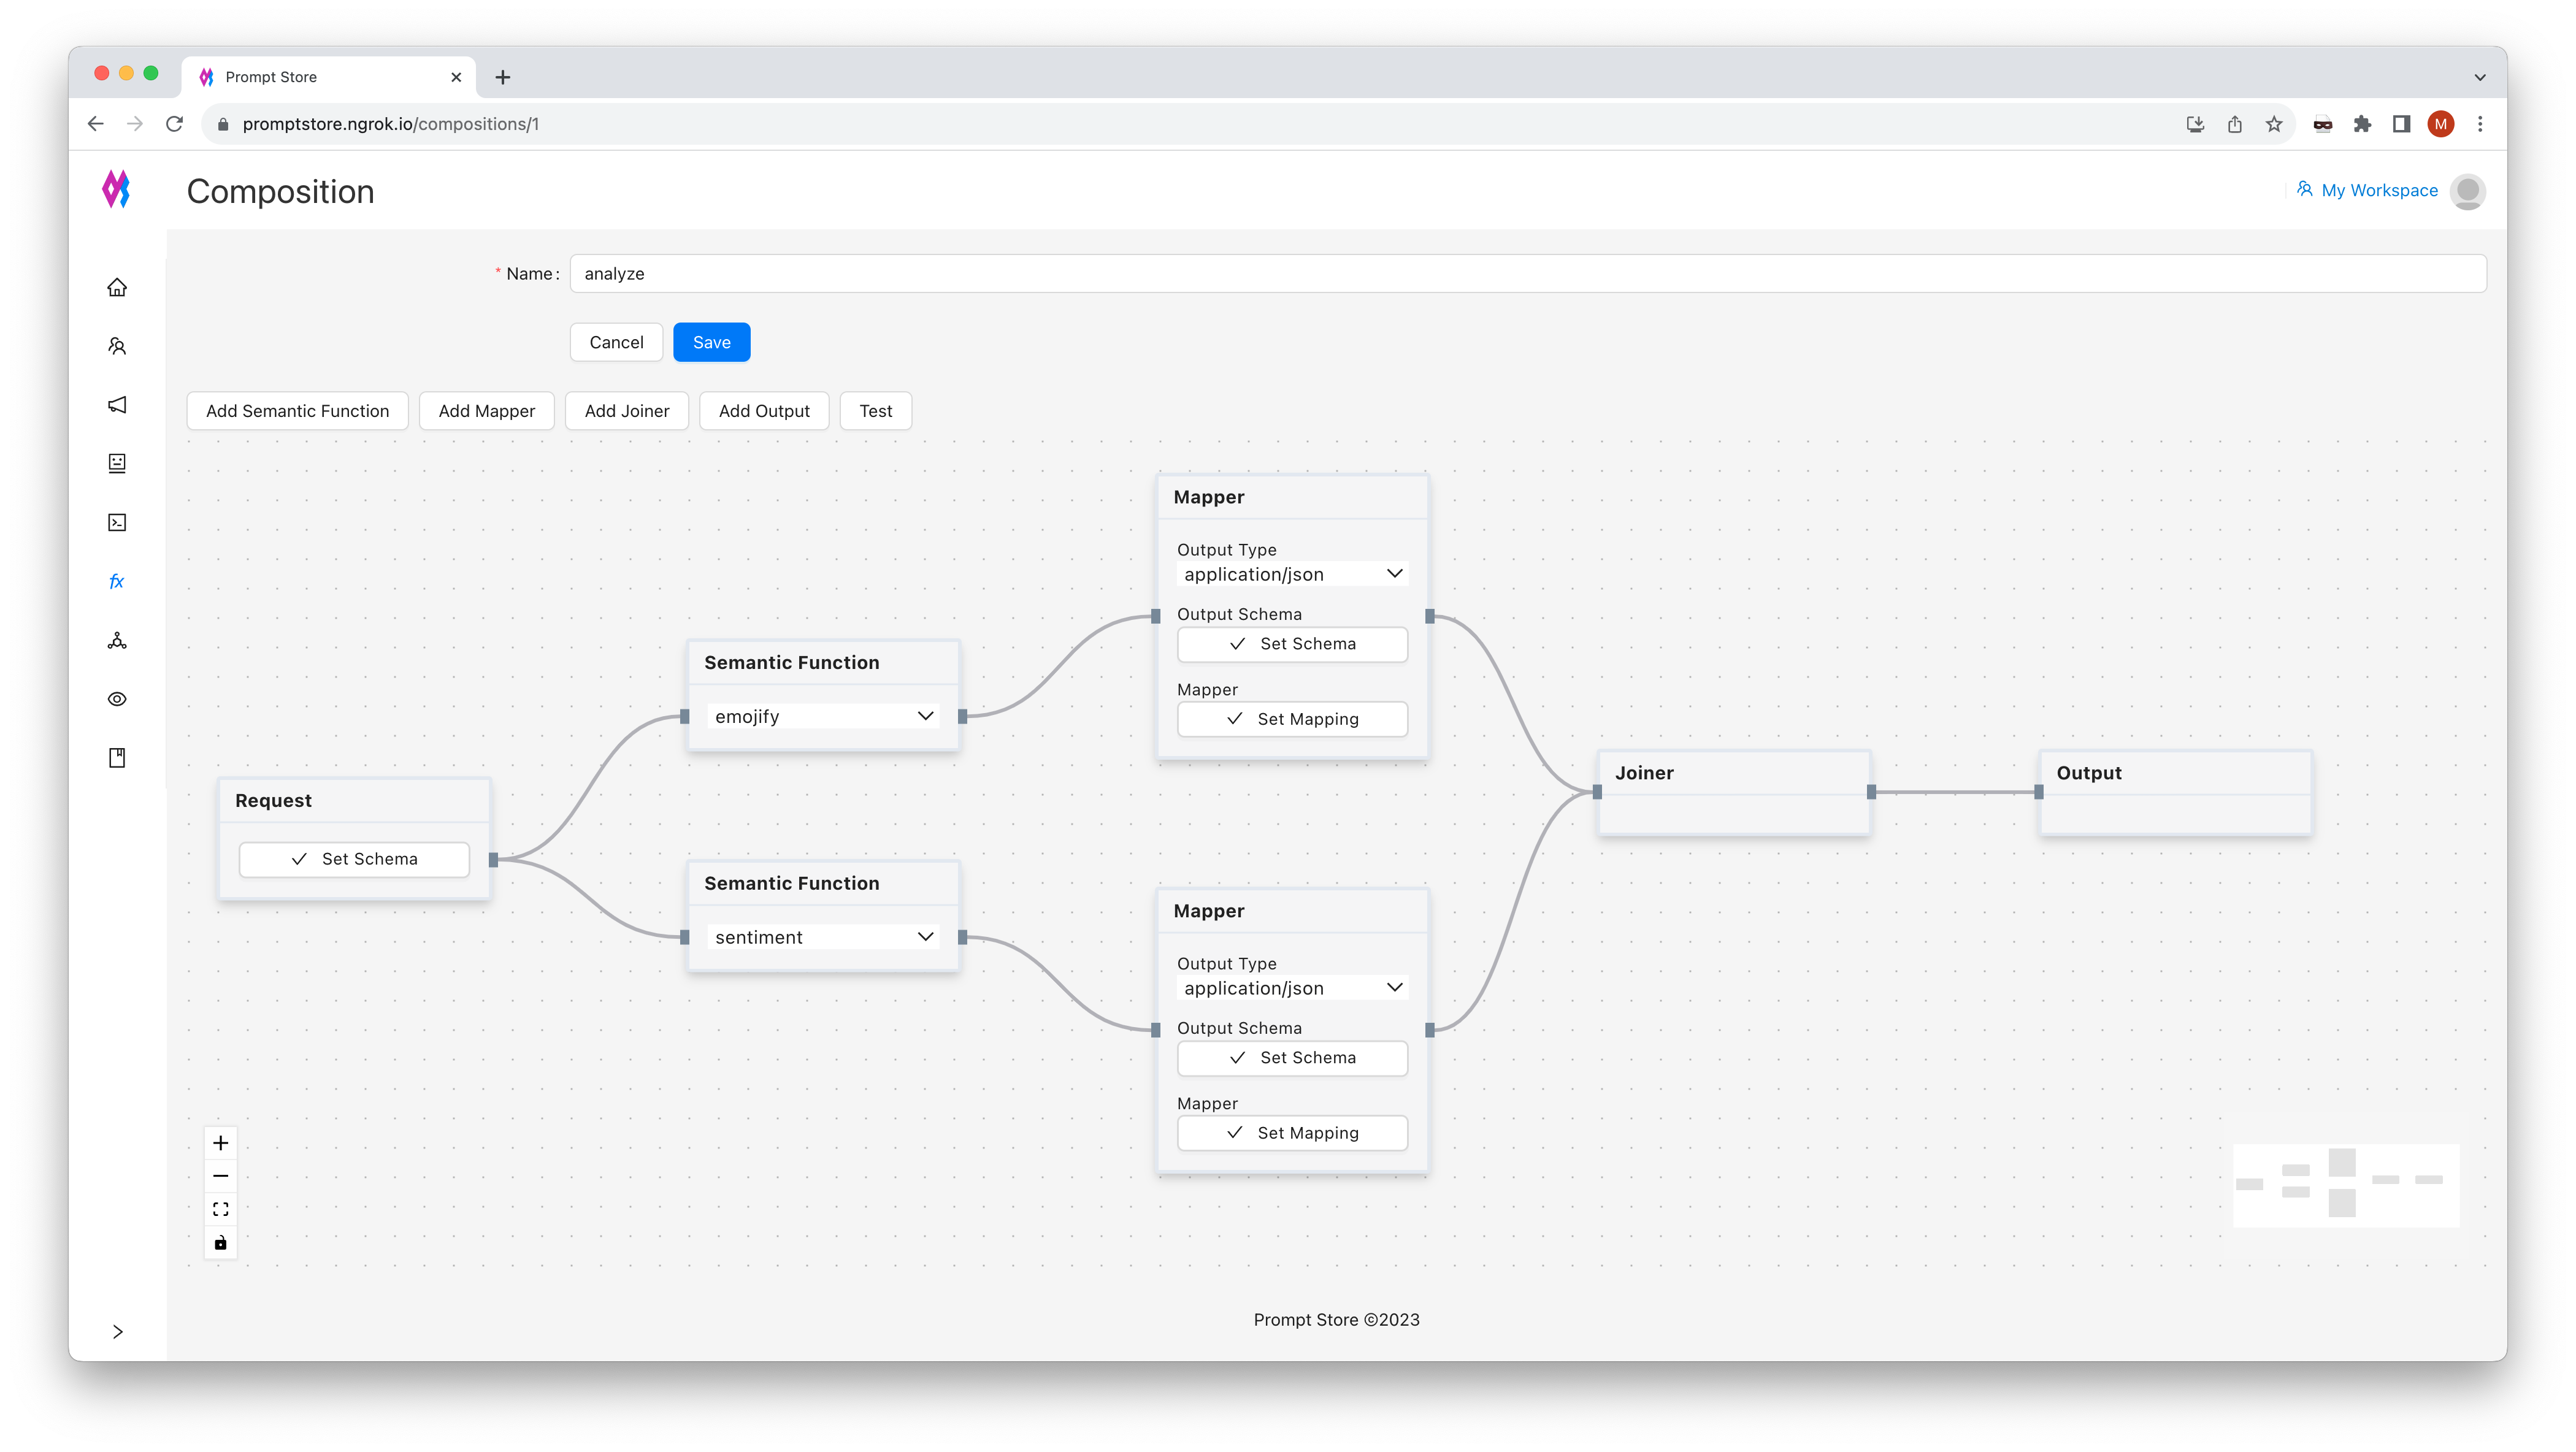 Prompt Store
promptstore.ngrok.io/compositions/1
M
Composition
My Workspace
* Name: analyze
Cancel Save
Add Semantic Function Add Mapper Add Joiner Add Output Test
Mapper
Output Type
application/json
Output Schema
Set Schema
Mapper
Set Mapping
Semantic Function
emojify
Request
Set Schema
Semantic Function
sentiment
Mapper
Output Type
application/json
Output Schema
Set Schema
Mapper
Set Mapping
Joiner
Output
fx
Prompt Store ©2023